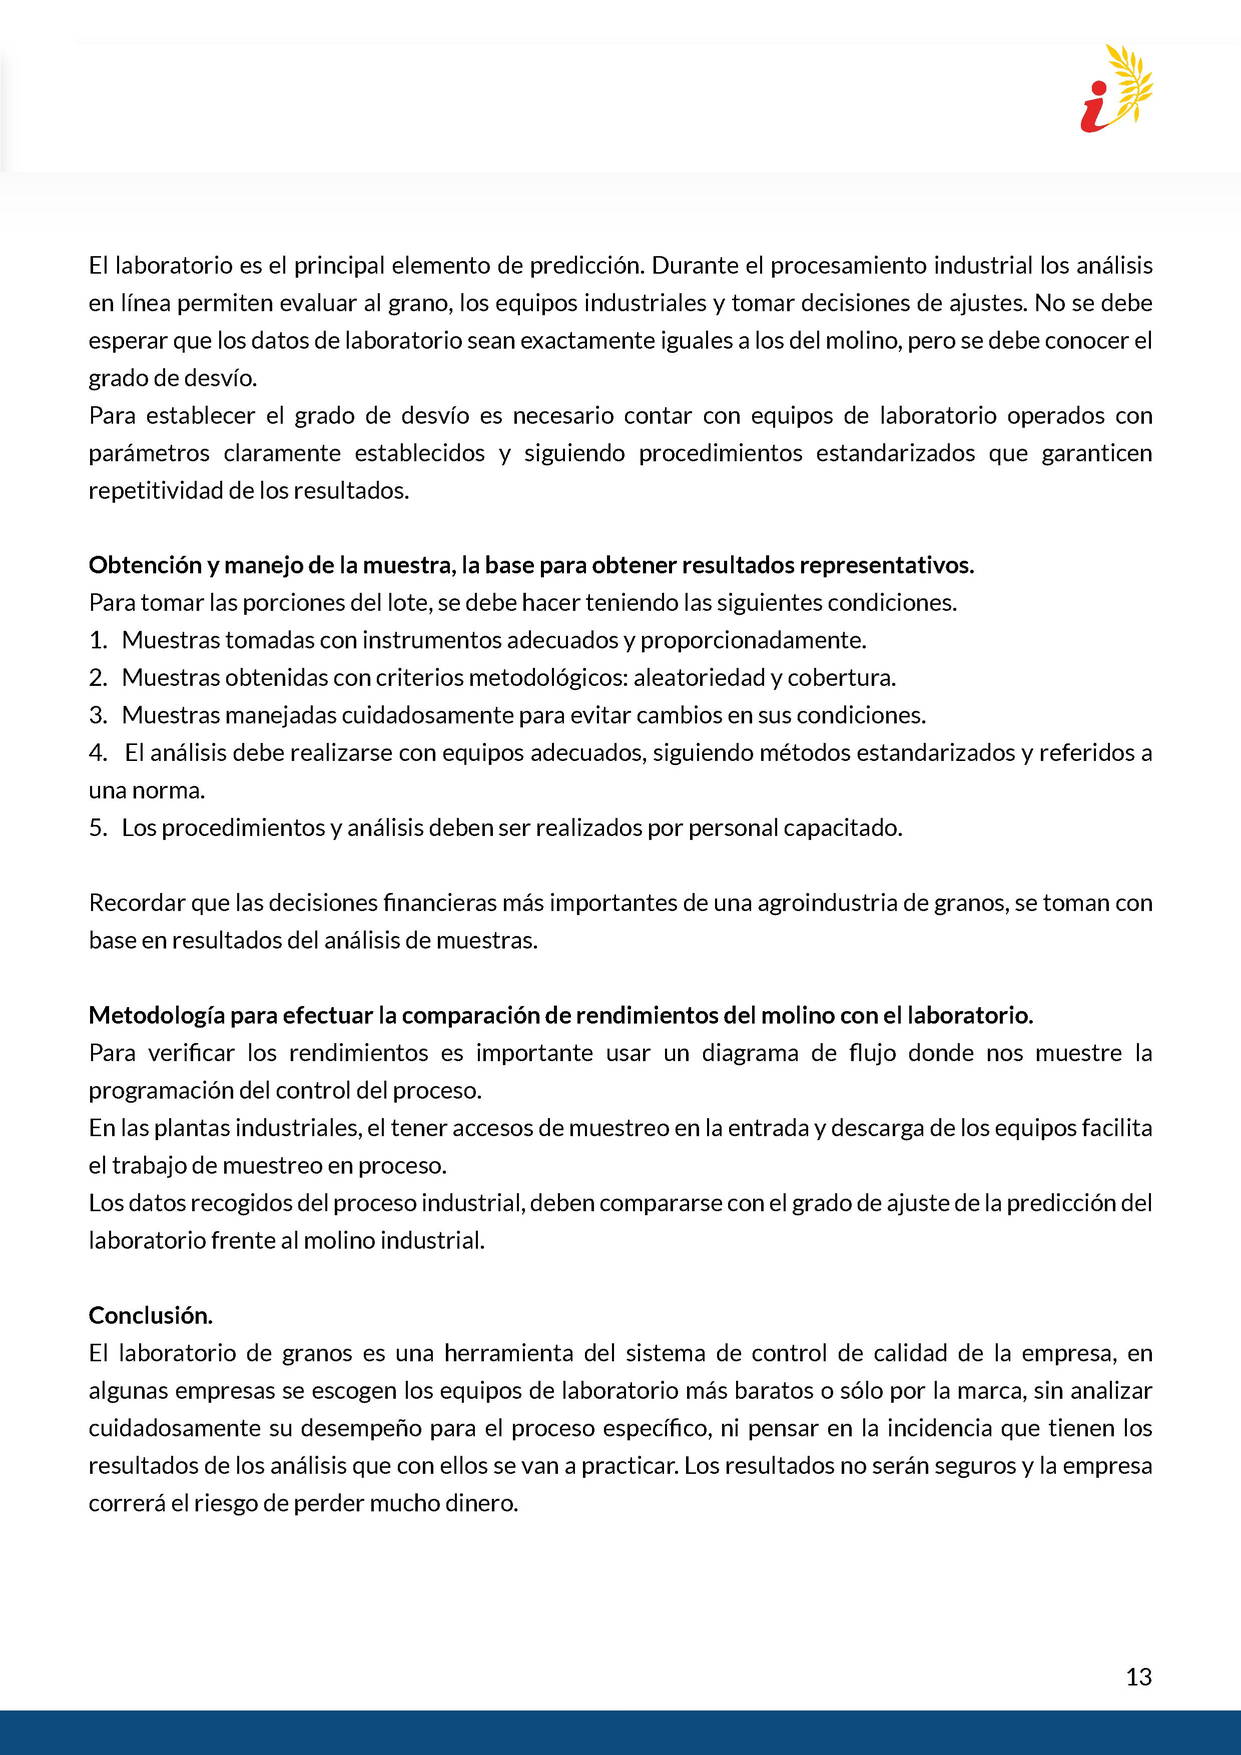 El laboratorio es el principal elemento de predicción. Durante el procesamiento industrial los análisis
en línea permiten evaluar al grano, los equipos industriales y tomar decisiones de ajustes. No se debe
esperar que los datos de laboratorio sean exactamente iguales a los del molino, pero se debe conocer el
grado de desvío.
Para establecer el grado de desvío es necesario contar con equipos de laboratorio operados con
parámetros claramente establecidos y siguiendo procedimientos estandarizados que garanticen
repetitividad de los resultados.
Obtención y manejo de la muestra, la base para obtener resultados representativos.
Para tomar las porciones del lote, se debe hacer teniendo las siguientes condiciones.
1. Muestras tomadas con instrumentos adecuados y proporcionadamente.
2. Muestras obtenidas con criterios metodológicos: aleatoriedad y cobertura.
3. Muestras manejadas cuidadosamente para evitar cambios en sus condiciones.
4. El análisis debe realizarse con equipos adecuados, siguiendo métodos estandarizados y referidos a
una norma.
5. Los procedimientos y análisis deben ser realizados por personal capacitado.
Recordar que las decisiones financieras más importantes de una agroindustria de granos, se toman con
base en resultados del análisis de muestras.
Metodología para efectuar la comparación de rendimientos del molino con el laboratorio.
Para verificar los rendimientos es importante usar un diagrama de flujo donde nos muestre la
programación del control del proceso.
En las plantas industriales, el tener accesos de muestreo en la entrada y descarga de los equipos facilita
el trabajo de muestreo en proceso.
Los datos recogidos del proceso industrial, deben compararse con el grado de ajuste de la predicción del
laboratorio frente al molino industrial.
Conclusión.
El laboratorio de granos es una herramienta del sistema de control de calidad de la empresa, en
algunas empresas se escogen los equipos de laboratorio más baratos o sólo por la marca, sin analizar
cuidadosamente su desempeño para el proceso específico, ni pensar en la incidencia que tienen los
resultados de los análisis que con ellos se van a practicar. Los resultados no serán seguros y la empresa
correrá el riesgo de perder mucho dinero.
13